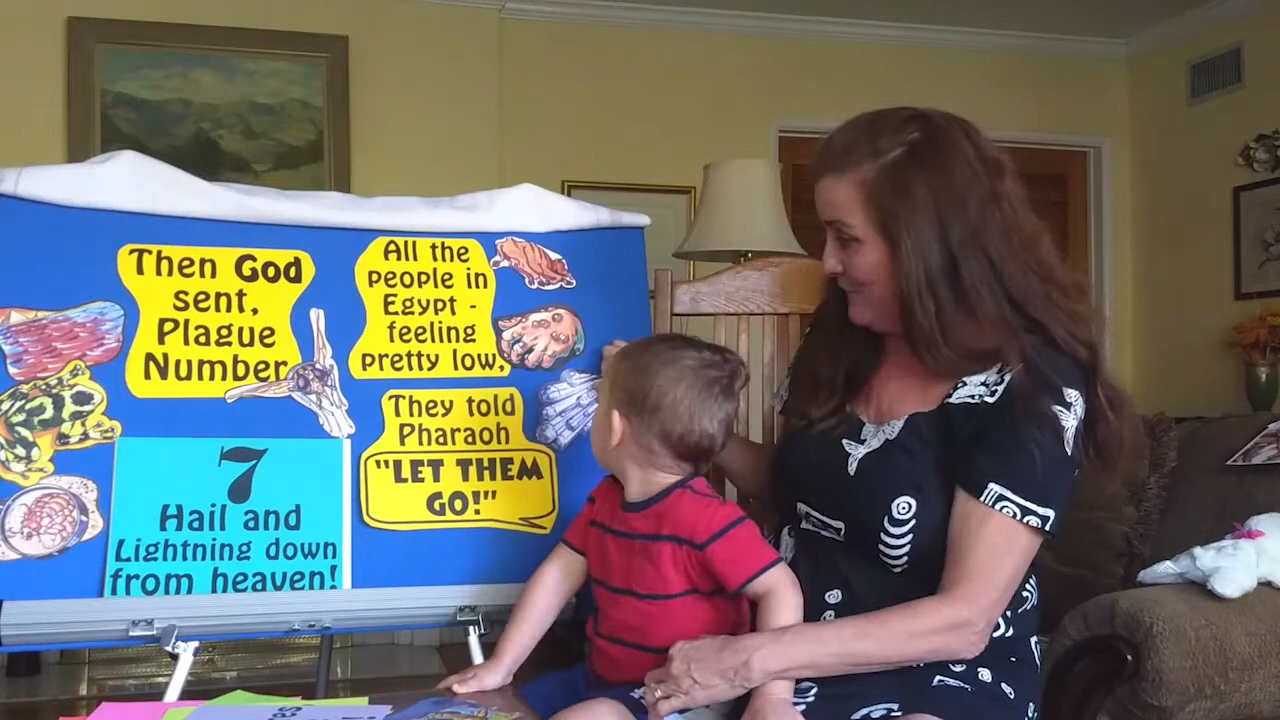 Then God
sent,
Plague
Number
7
Hail and
Lightning down
from heaven!
All the
people in
Egypt -
feeling
pretty low,
They told
Pharaoh
"LET THEM
GO!"